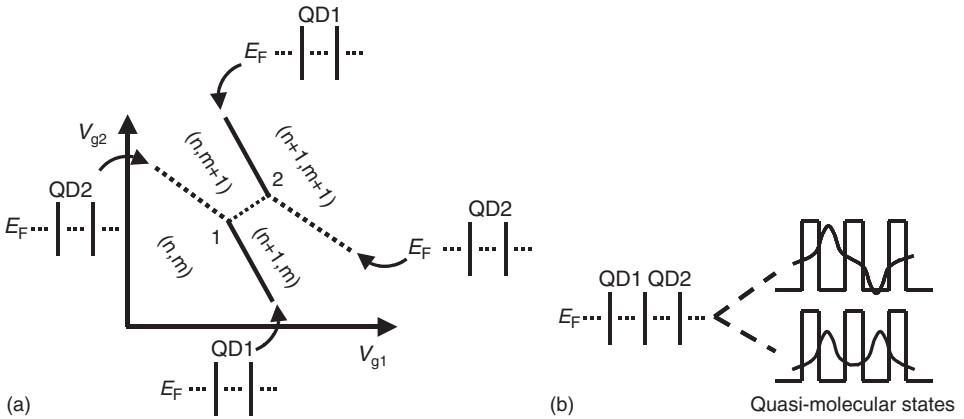 (a)
QD1
E_F
V_g2
(n,m+1)
(n+1,m+1)
2
QD2
E_F
1
(n,m)
(n+1,m)
QD2
E_F
V_g1
QD1
E_F
(b)
QD1 QD2
E_F
Quasi-molecular states